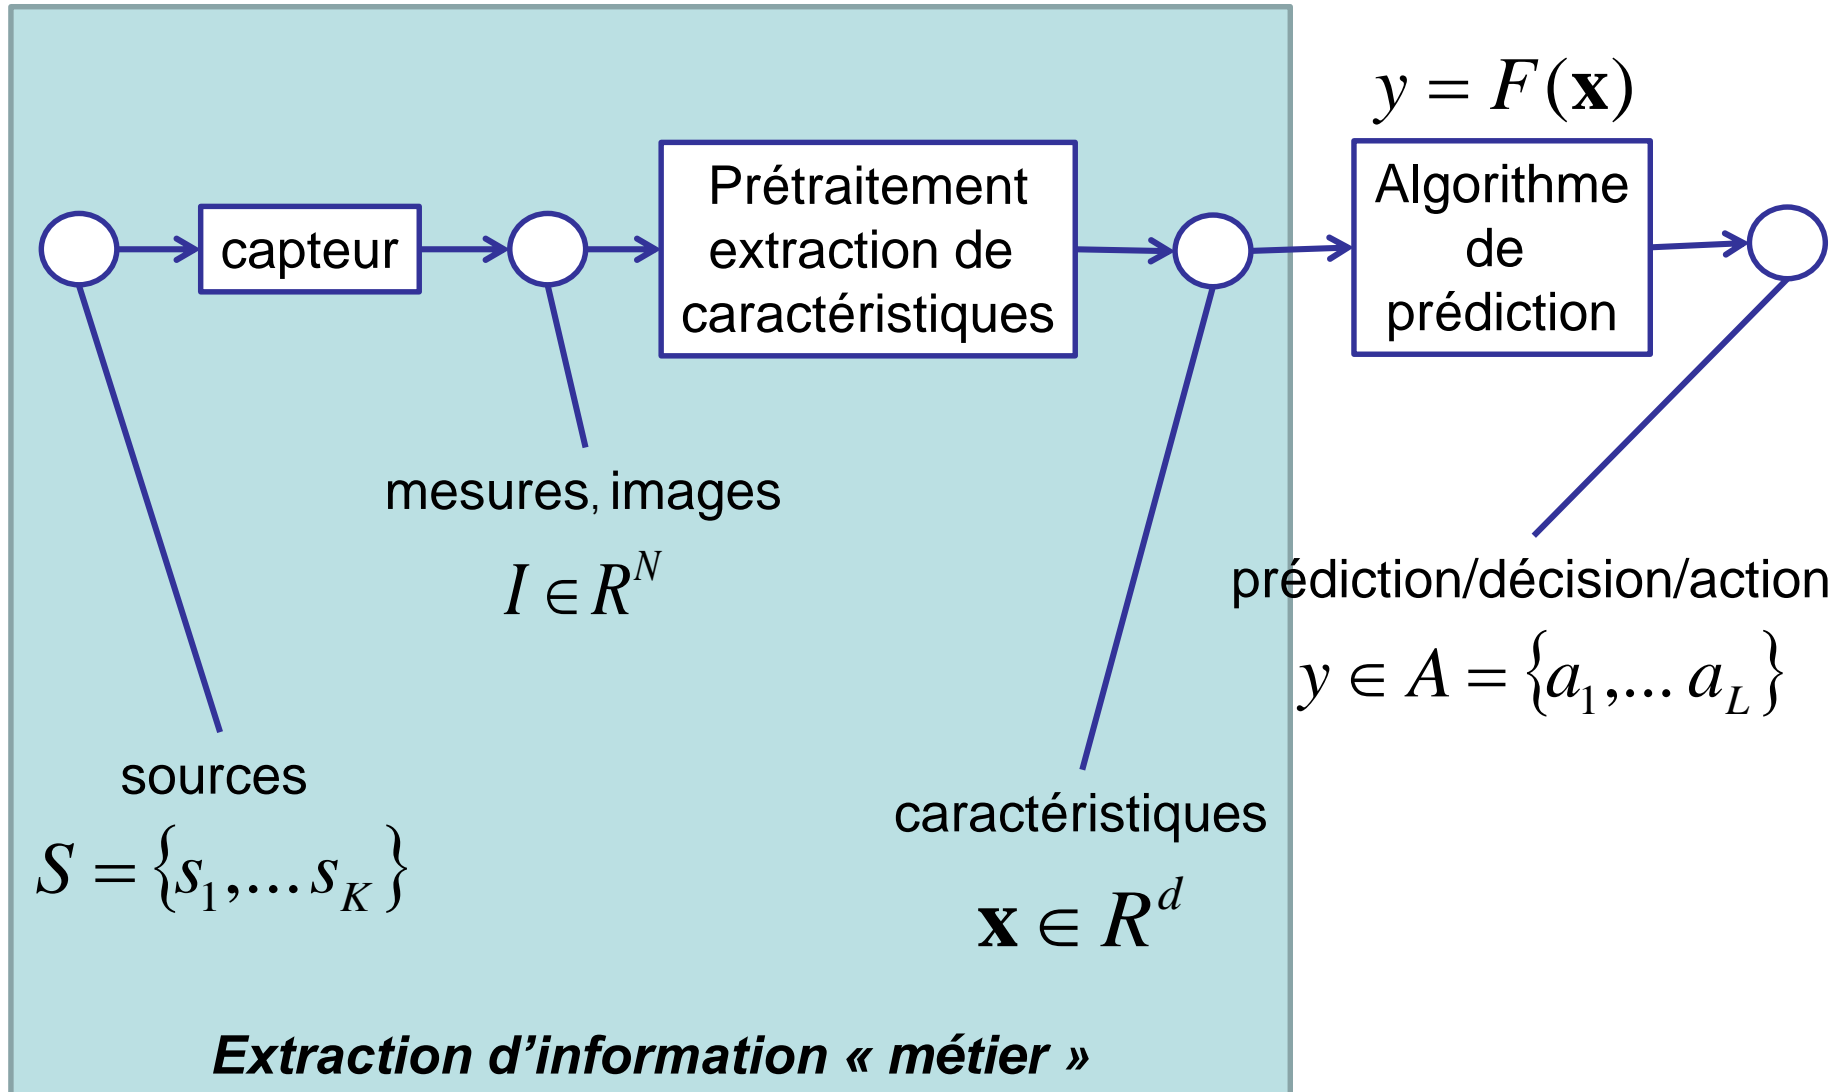 y = F(x)
capteur
Prétraitement
extraction de
caractéristiques
Algorithme
de
prédiction
mesures, images
I ∈ R^N
prédiction/décision/action
y ∈ A = {a_1,... a_L}
sources
S = {s_1,... s_K}
caractéristiques
x ∈ R^d
Extraction d’information « métier »